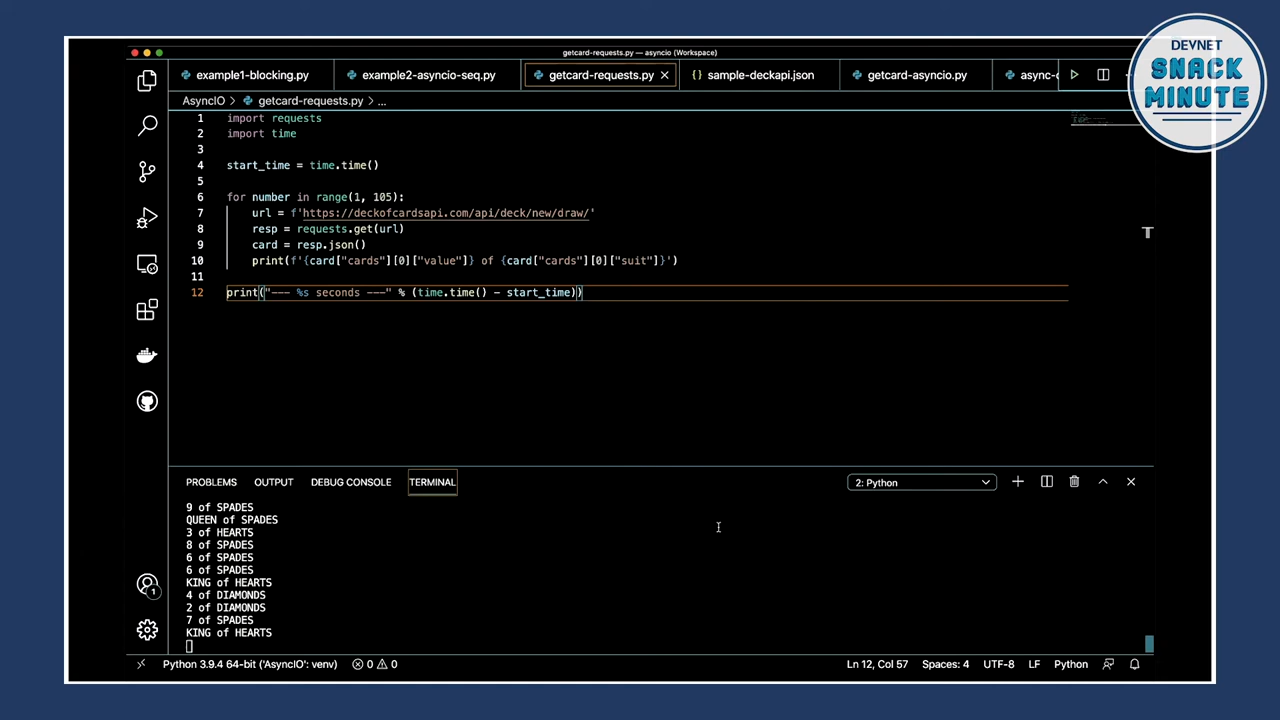 getcard-requests.py — asyncio (Workspace)
DEVNET
SNACK
MINUTE
example1-blocking.py
example2-asyncio-seq.py
getcard-requests.py
sample-deckapi.json
getcard-asyncio.py
async-c
AsyncIO > getcard-requests.py > ...
1 import requests
2 import time
3
4 start_time = time.time()
5
6 for number in range(1, 105):
7 url = f'https://deckofcardsapi.com/api/deck/new/draw/'
8 resp = requests.get(url)
9 card = resp.json()
10 print(f'{card["cards"][0]["value"]} of {card["cards"][0]["suit"]}')
11
12 print("--- %s seconds ---" % (time.time() - start_time))
PROBLEMS OUTPUT DEBUG CONSOLE TERMINAL
2: Python
9 of SPADES
QUEEN of SPADES
3 of HEARTS
8 of SPADES
6 of SPADES
6 of SPADES
KING of HEARTS
4 of DIAMONDS
2 of DIAMONDS
7 of SPADES
KING of HEARTS
1
Python 3.9.4 64-bit ('AsyncIO': venv) 0 0 Ln 12, Col 57 Spaces: 4 UTF-8 LF Python